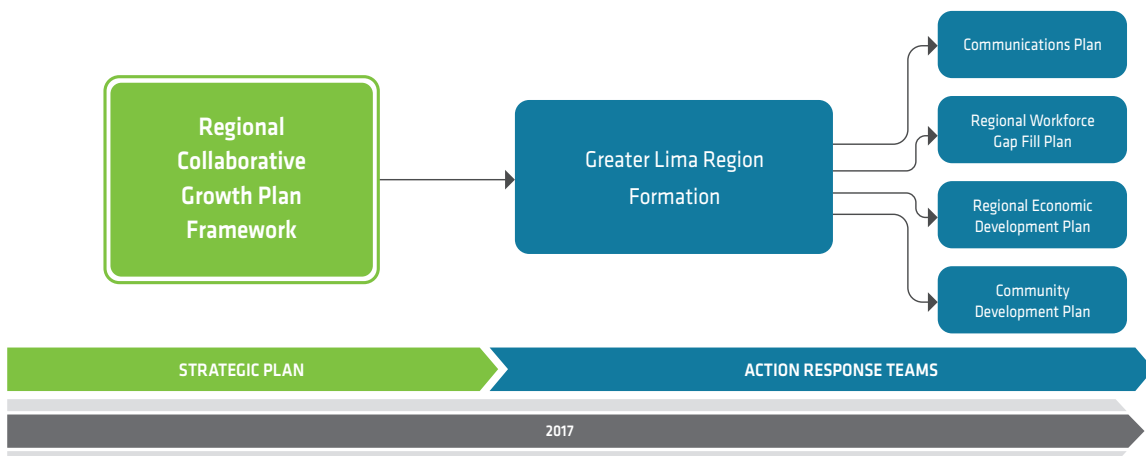 Regional
Collaborative
Growth Plan
Framework
Greater Lima Region
Formation
Communications Plan
Regional Workforce
Gap Fill Plan
Regional Economic
Development Plan
Community
Development Plan
STRATEGIC PLAN
ACTION RESPONSE TEAMS
2017